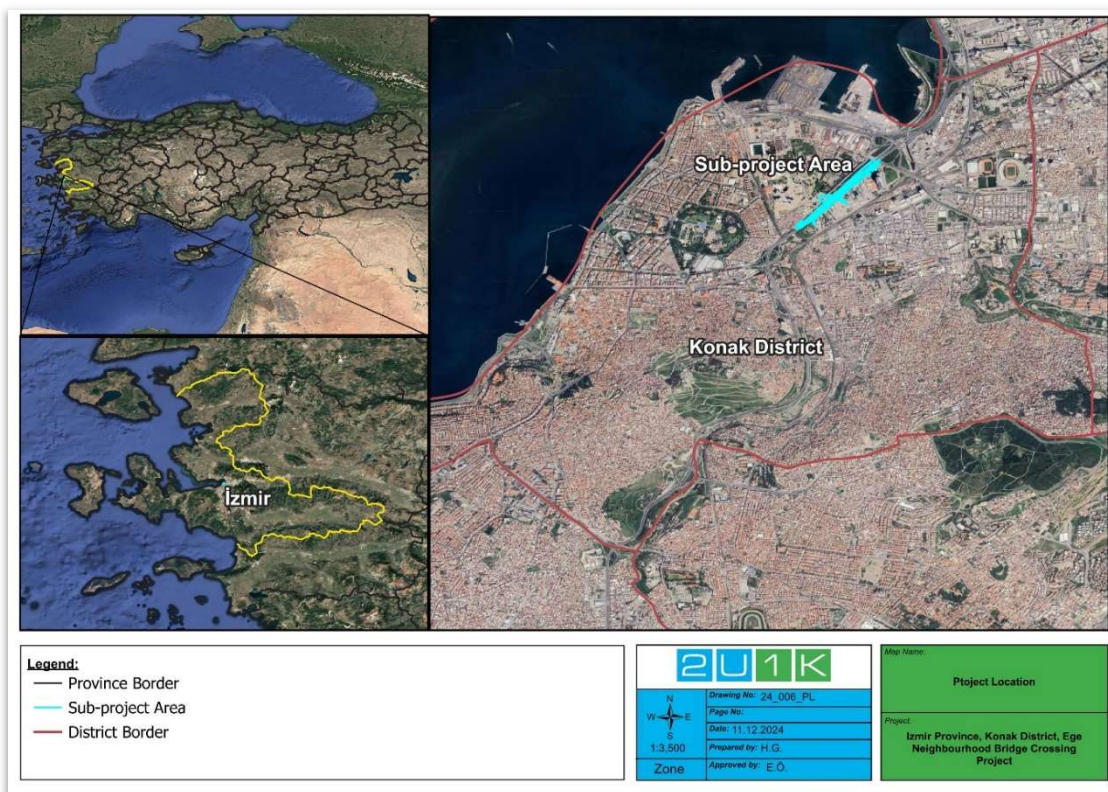 Sub-project Area
Konak District
İzmir
Legend:
Province Border
Sub-project Area
District Border
2U1K
N
W E
S
1:3,500
Zone
Drawing No: 24_006_PL
Page No:
Date: 11.12.2024
Prepared by: H.G.
Approved by: E.Ö.
Map Name:
Ptoject Location
Project:
Izmir Province, Konak District, Ege
Neighbourhood Bridge Crossing
Project